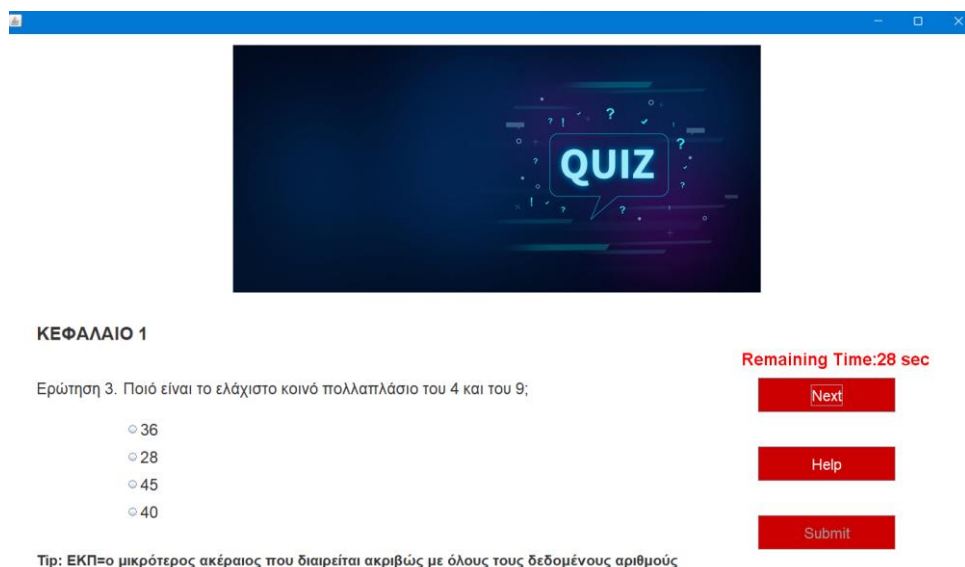 QUIZ
ΚΕΦΑΛΑΙΟ 1
Remaining Time:28 sec
Ερώτηση 3. Ποιό είναι το ελάχιστο κοινό πολλαπλάσιο του 4 και του 9;
Next
36
28
Help
45
40
Submit
Tip: ΕΚΠ=ο μικρότερος ακέραιος που διαιρείται ακριβώς με όλους τους δεδομένους αριθμούς